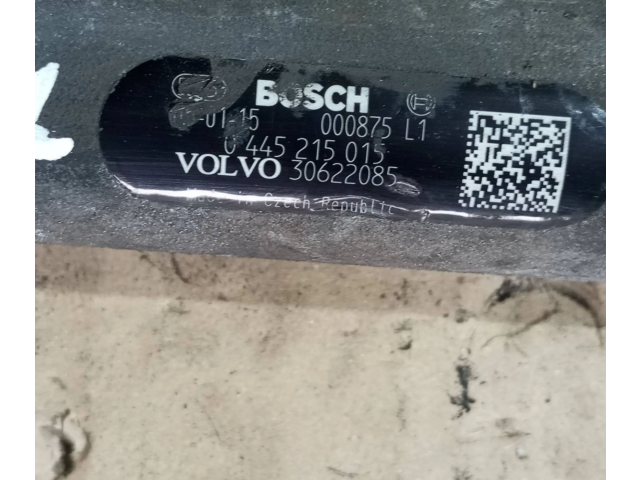 BOSCH
-01-15 000875 L1
0 445 215 015
VOLVO 30622085
Made in Czech Republic